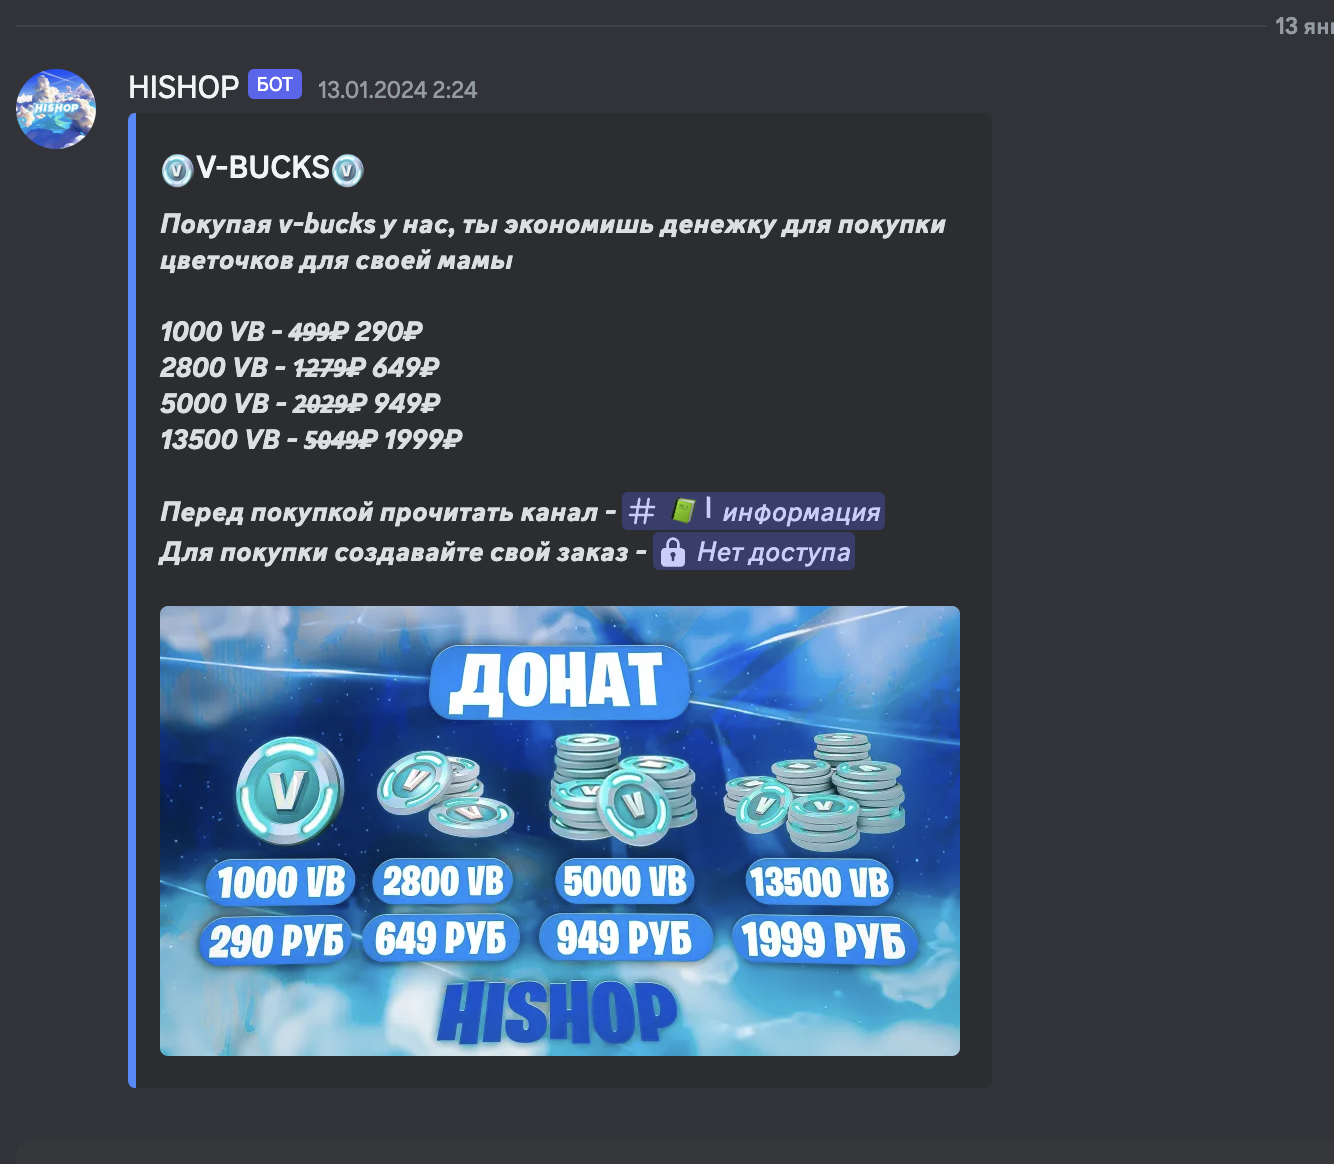 13 янв
HISHOP БОТ 13.01.2024 2:24
HISHOP
V-BUCKS
Покупая v-bucks у нас, ты экономишь денежку для покупки
цветочков для своей мамы
1000 VB - 499₽ 290₽
2800 VB - 1279₽ 649₽
5000 VB - 2029₽ 949₽
13500 VB - 5049₽ 1999₽
Перед покупкой прочитать канал - # | информация
Для покупки создавайте свой заказ - Нет доступа
ДОНАТ
1000 VB 2800 VB 5000 VB 13500 VB
290 РУБ 649 РУБ 949 РУБ 1999 РУБ
HISHOP